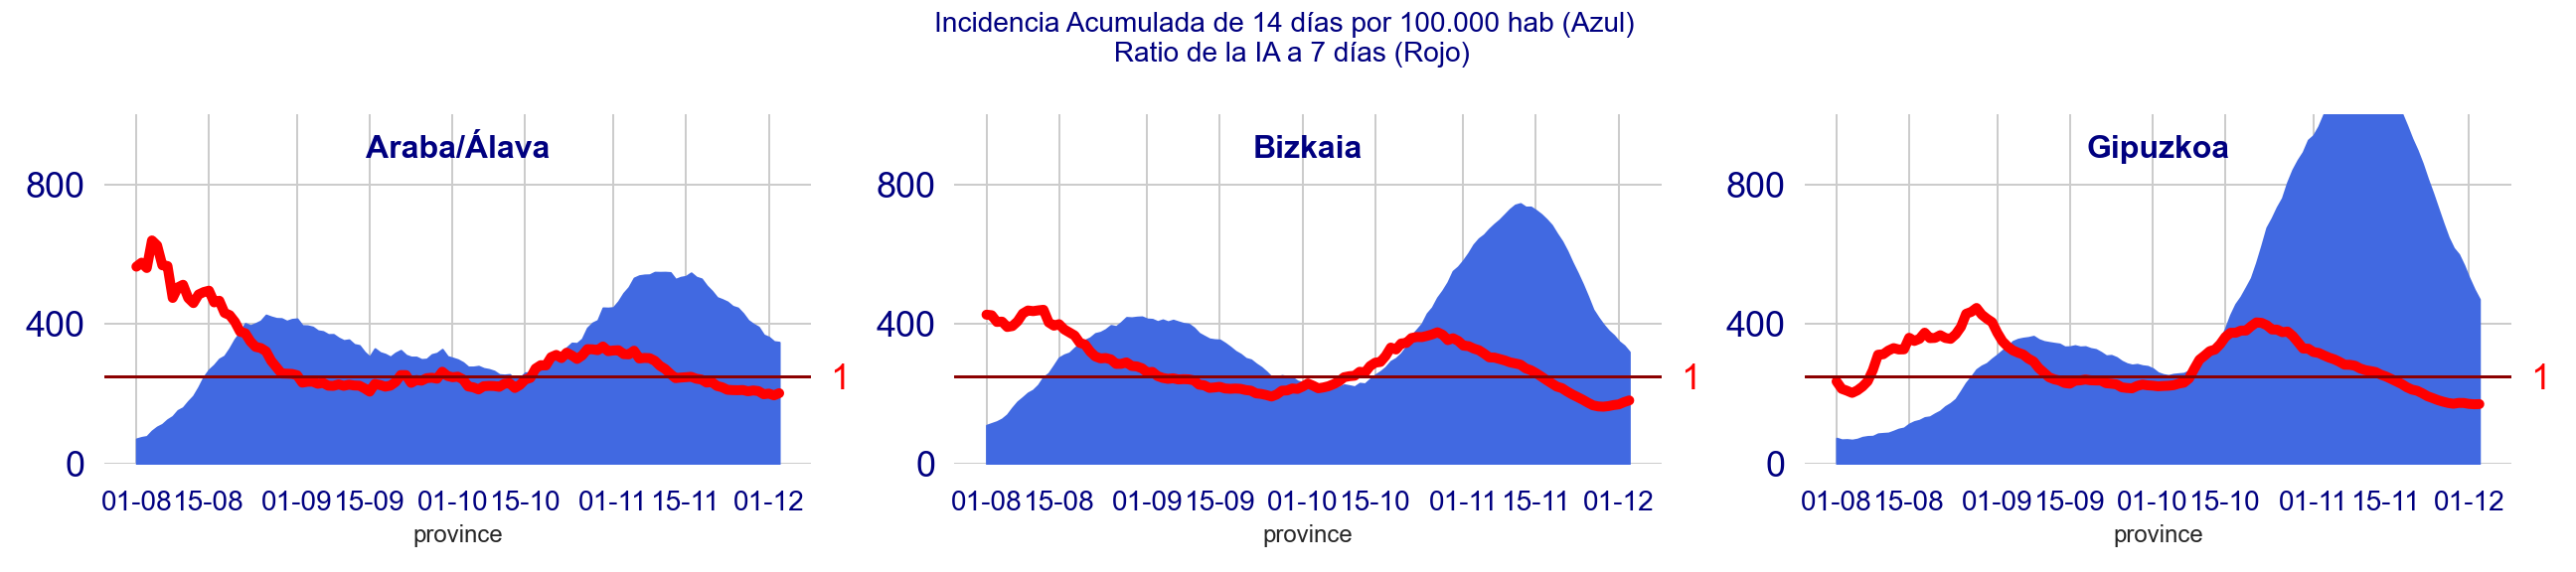 Incidencia Acumulada de 14 días por 100.000 hab (Azul)
Ratio de la IA a 7 días (Rojo)
Araba/Álava
800
400
0
1
01-08 15-08 01-09 15-09 01-10 15-10 01-11 15-11 01-12
province
Bizkaia
800
400
0
1
01-08 15-08 01-09 15-09 01-10 15-10 01-11 15-11 01-12
province
Gipuzkoa
800
400
0
1
01-08 15-08 01-09 15-09 01-10 15-10 01-11 15-11 01-12
province